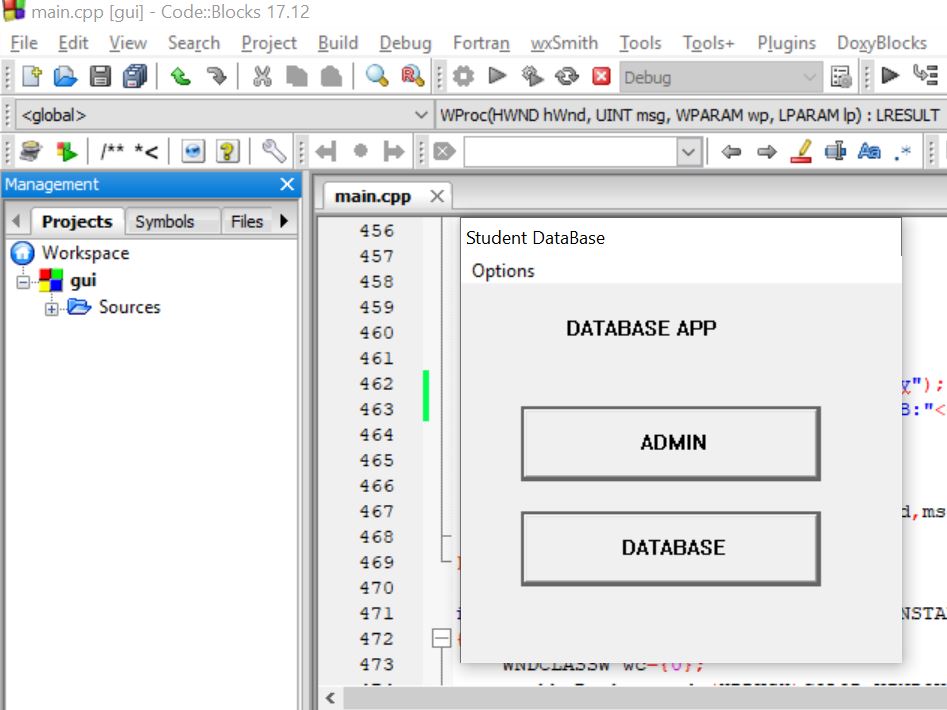 main.cpp [gui] - Code::Blocks 17.12
File Edit View Search Project Build Debug Fortran wxSmith Tools Tools+ Plugins DoxyBlocks
Debug
<global> WProc(HWND hWnd, UINT msg, WPARAM wp, LPARAM lp) : LRESULT
/** *<
Aa .*
Management
Projects Symbols Files
Workspace
gui
Sources
main.cpp
456
457
458
459
460
461
462 y");
463 B:"<
464
465
466
467 d,ms
468
469
470
471 i NSTA
472 {
473 WNDCLASSW wc={0};
Student DataBase
Options
DATABASE APP
ADMIN
DATABASE